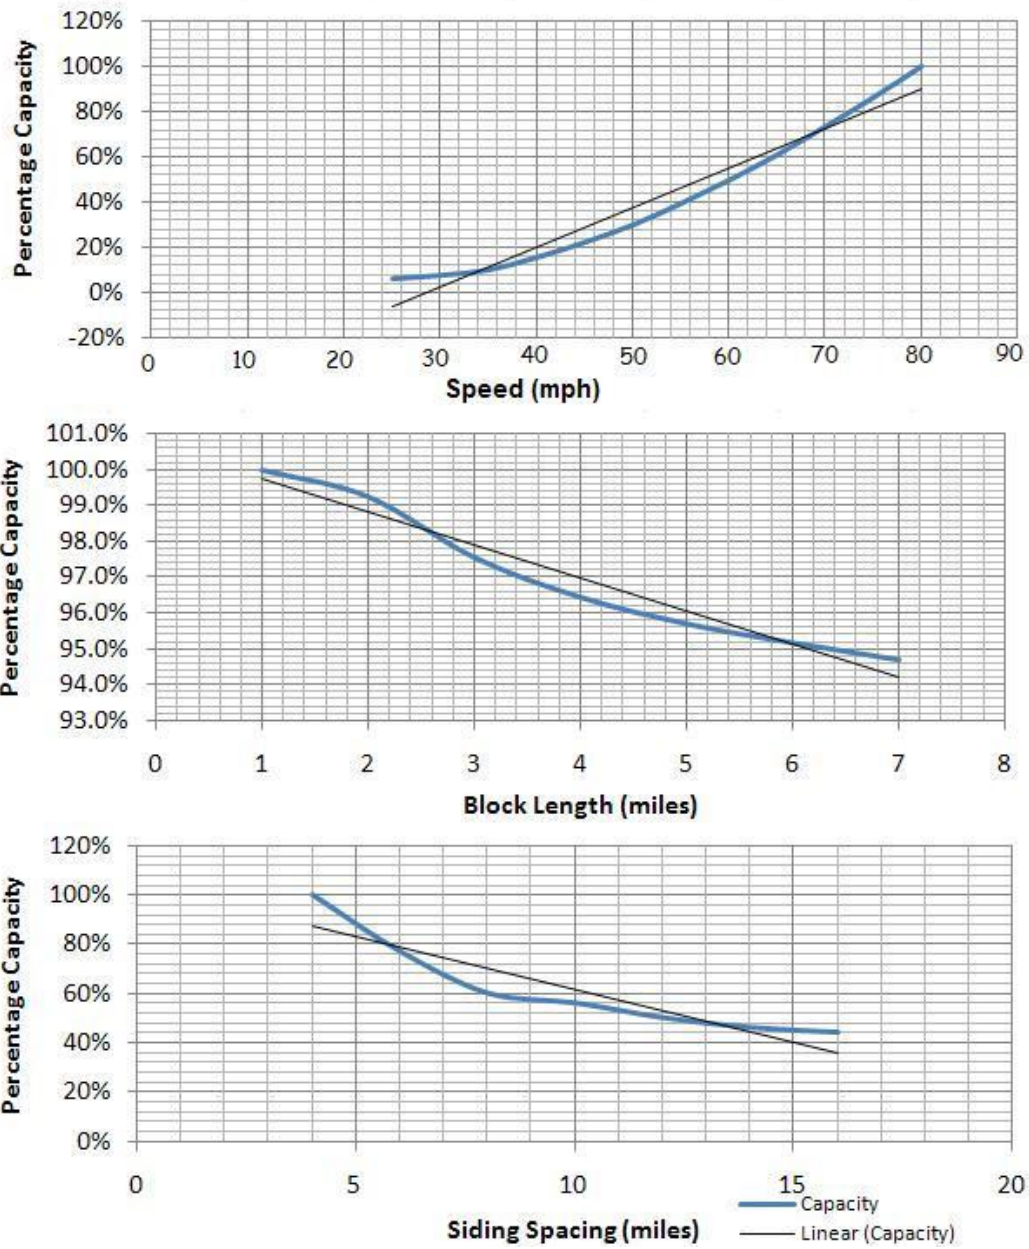 120%
100%
80%
60%
40%
20%
0%
-20%
Percentage Capacity
0 10 20 30 40 50 60 70 80 90
Speed (mph)
101.0%
100.0%
99.0%
98.0%
97.0%
96.0%
95.0%
94.0%
93.0%
Percentage Capacity
0 1 2 3 4 5 6 7 8
Block Length (miles)
120%
100%
80%
60%
40%
20%
0%
Percentage Capacity
0 5 10 15 20
Siding Spacing (miles)
Capacity
Linear (Capacity)